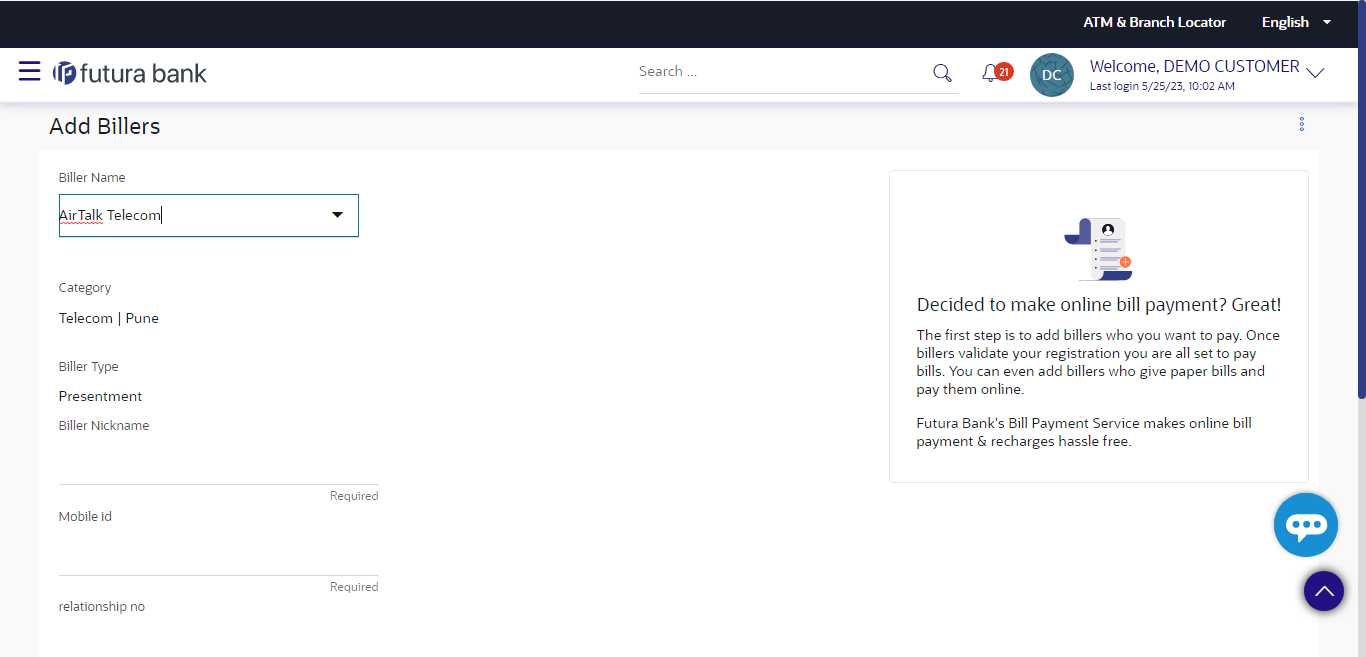 ATM & Branch Locator English
futura bank
Search ...
21
DC
Welcome, DEMO CUSTOMER
Last login 5/25/23, 10:02 AM
Add Billers
Biller Name
AirTalk Telecom
Category
Telecom | Pune
Biller Type
Presentment
Biller Nickname
Required
Mobile id
Required
relationship no
Decided to make online bill payment? Great!
The first step is to add billers who you want to pay. Once
billers validate your registration you are all set to pay
bills. You can even add billers who give paper bills and
pay them online.
Futura Bank's Bill Payment Service makes online bill
payment & recharges hassle free.